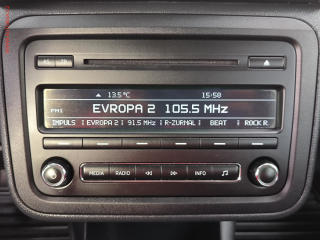 13.5°C 15:58
FM1 EVROPA 2 105.5 MHz
IMPULS | EVROPA 2 | 91.5 MHz | R-ZURNAL | BEAT | ROCK R.
MEDIA RADIO INFO